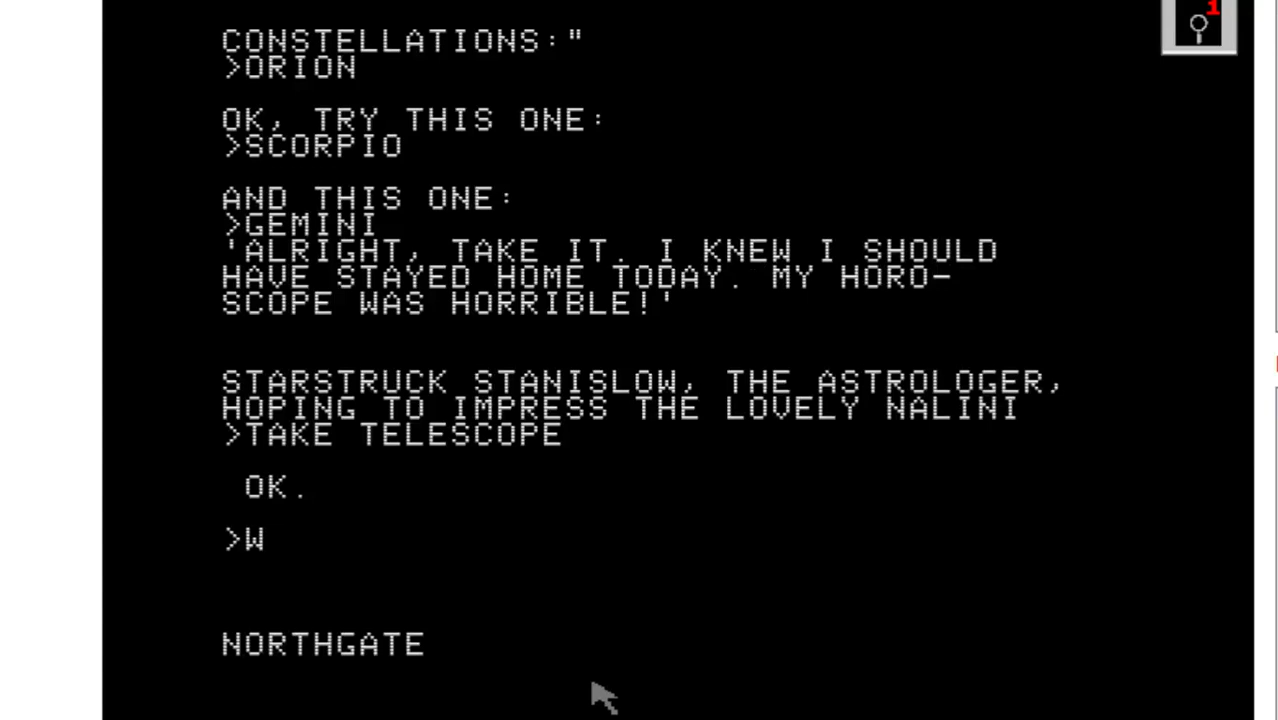 1
CONSTELLATIONS:"
>ORION
OK, TRY THIS ONE:
>SCORPIO
AND THIS ONE:
>GEMINI
'ALRIGHT, TAKE IT. I KNEW I SHOULD
HAVE STAYED HOME TODAY. MY HORO-
SCOPE WAS HORRIBLE!'
STARSTRUCK STANISLOW, THE ASTROLOGER,
HOPING TO IMPRESS THE LOVELY NALINI
>TAKE TELESCOPE
OK.
>W
NORTHGATE